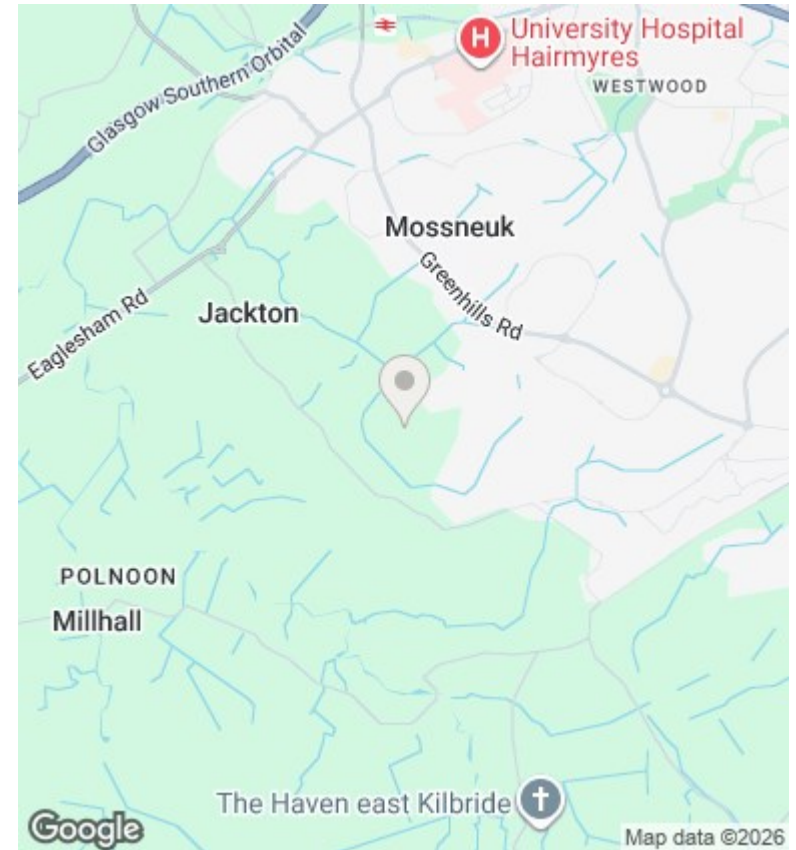 University Hospital
Hairmyres
H
WESTWOOD
Glasgow Southern Orbital
Mossneuk
Greenhills Rd
Jackton
Eaglesham Rd
POLNOON
Millhall
The Haven east Kilbride
Google
Map data ©2026